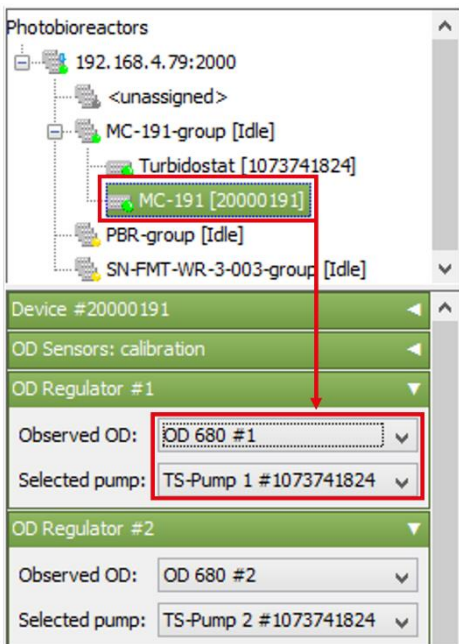 Photobioreactors
192.168.4.79:2000
<unassigned>
MC-191-group [Idle]
Turbidostat [1073741824]
MC-191 [20000191]
PBR-group [Idle]
SN-FMT-WR-3-003-group [Idle]
Device #20000191
OD Sensors: calibration
OD Regulator #1
Observed OD: OD 680 #1
Selected pump: TS-Pump 1 #1073741824
OD Regulator #2
Observed OD: OD 680 #2
Selected pump: TS-Pump 2 #1073741824